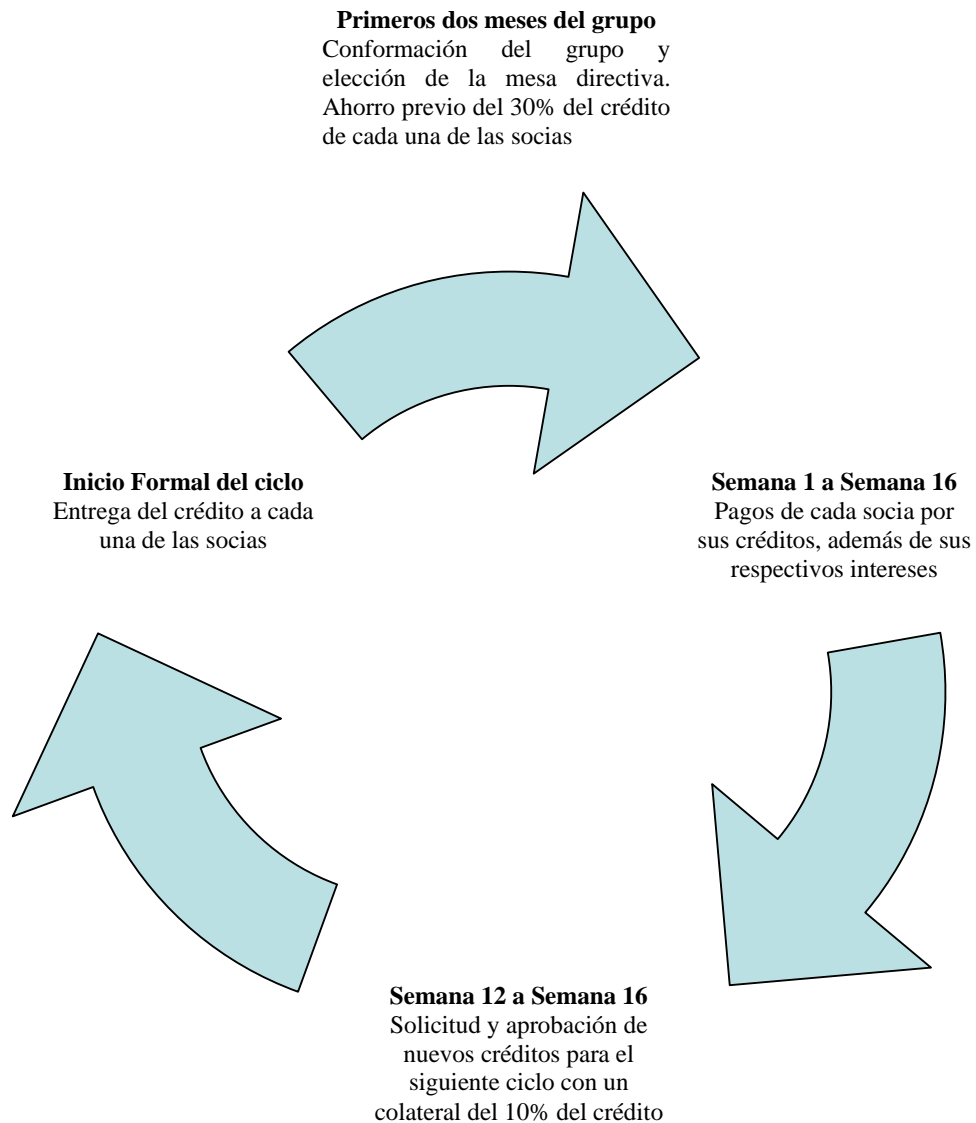 Primeros dos meses del grupo
Conformación del grupo y
elección de la mesa directiva.
Ahorro previo del 30% del crédito
de cada una de las socias
Inicio Formal del ciclo
Entrega del crédito a cada
una de las socias
Semana 1 a Semana 16
Pagos de cada socia por
sus créditos, además de sus
respectivos intereses
Semana 12 a Semana 16
Solicitud y aprobación de
nuevos créditos para el
siguiente ciclo con un
colateral del 10% del crédito